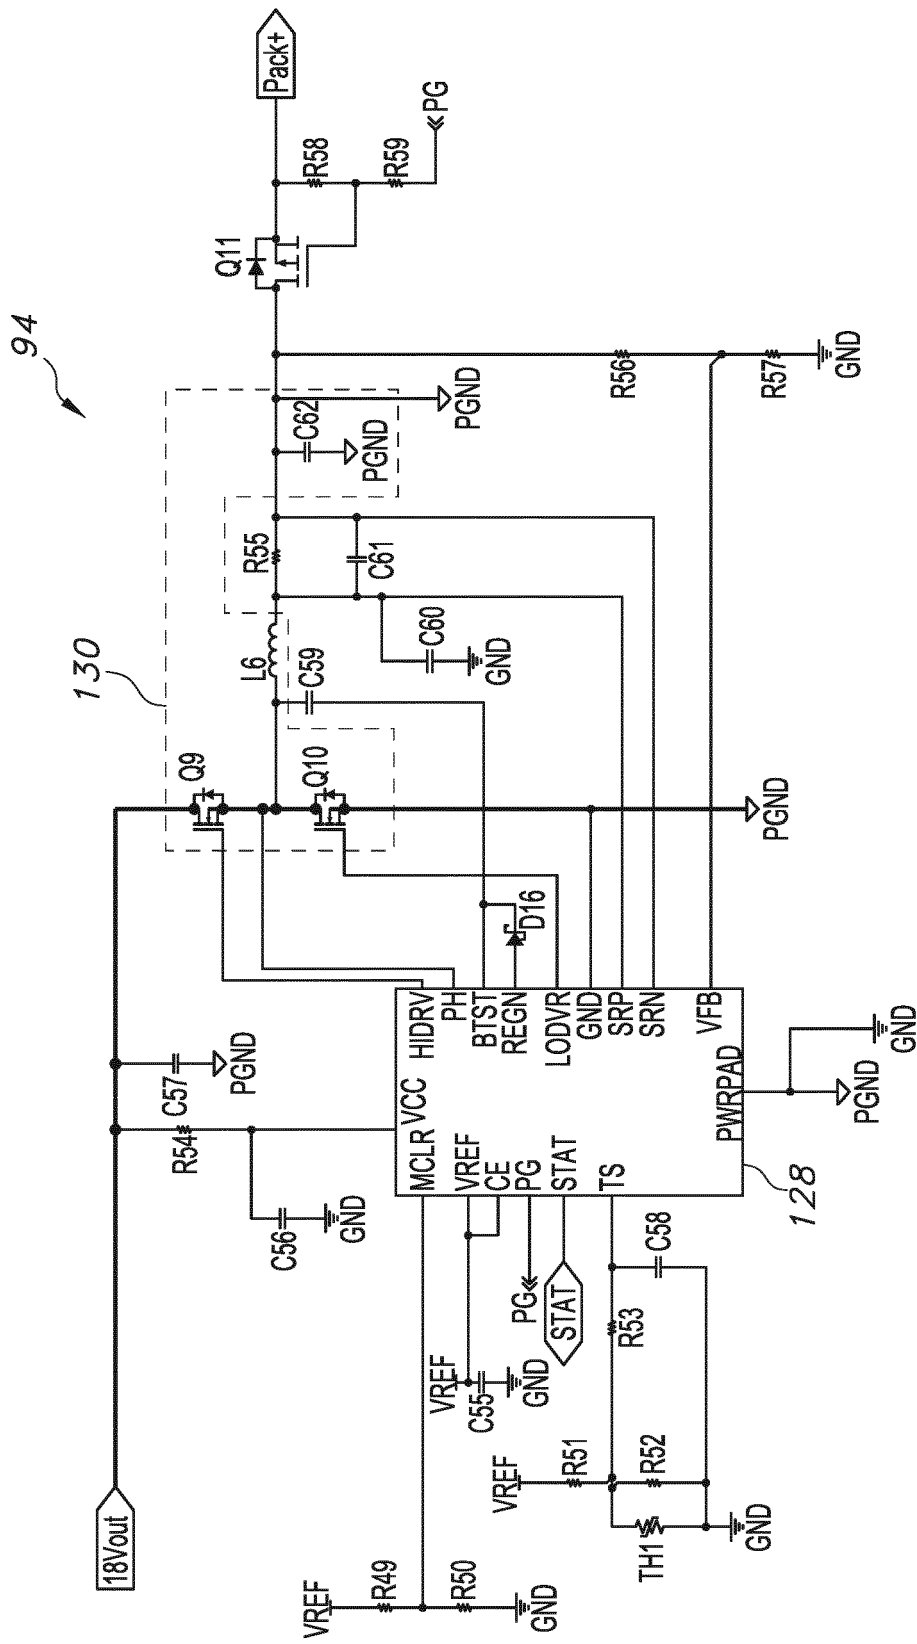 94
130
18Vout
Pack+
Q11
R58
R59
PG
R55
C62
PGND
PGND
C61
L6
C59
C60
GND
R56
R57
GND
Q9
Q10
PGND
C57
PGND
R54
C56
GND
D16
HIDRV
PH
BTST
REGN
LODVR
GND
SRP
SRN
VFB
VCC
PWRPAD
MCLR
VREF
CE
PG
STAT
TS
128
PGND
GND
PG
STAT
VREF
C55
GND
C58
R53
VREF
R51
R52
TH1
GND
VREF
R49
R50
GND